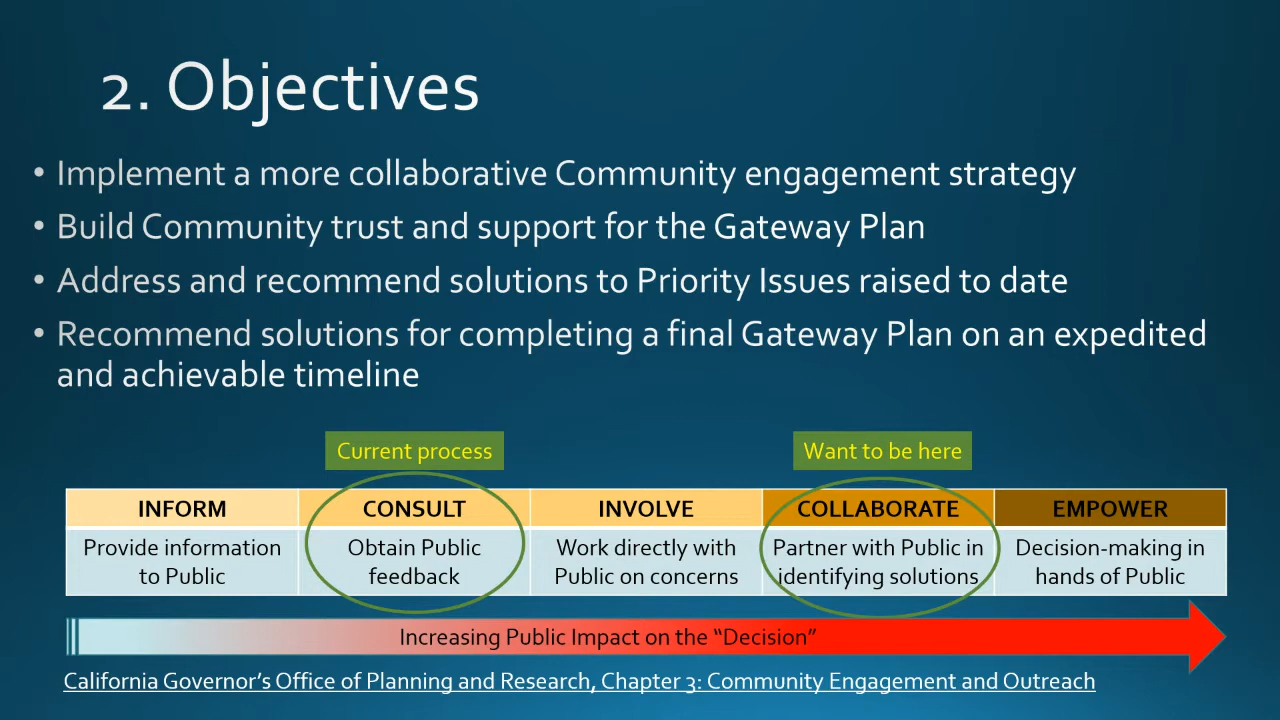 2. Objectives
• Implement a more collaborative Community engagement strategy
• Build Community trust and support for the Gateway Plan
• Address and recommend solutions to Priority Issues raised to date
• Recommend solutions for completing a final Gateway Plan on an expedited
and achievable timeline
Current process
Want to be here
INFORM CONSULT INVOLVE COLLABORATE EMPOWER
Provide information Obtain Public Work directly with Partner with Public in Decision-making in
to Public feedback Public on concerns identifying solutions hands of Public
Increasing Public Impact on the “Decision”
California Governor’s Office of Planning and Research, Chapter 3: Community Engagement and Outreach